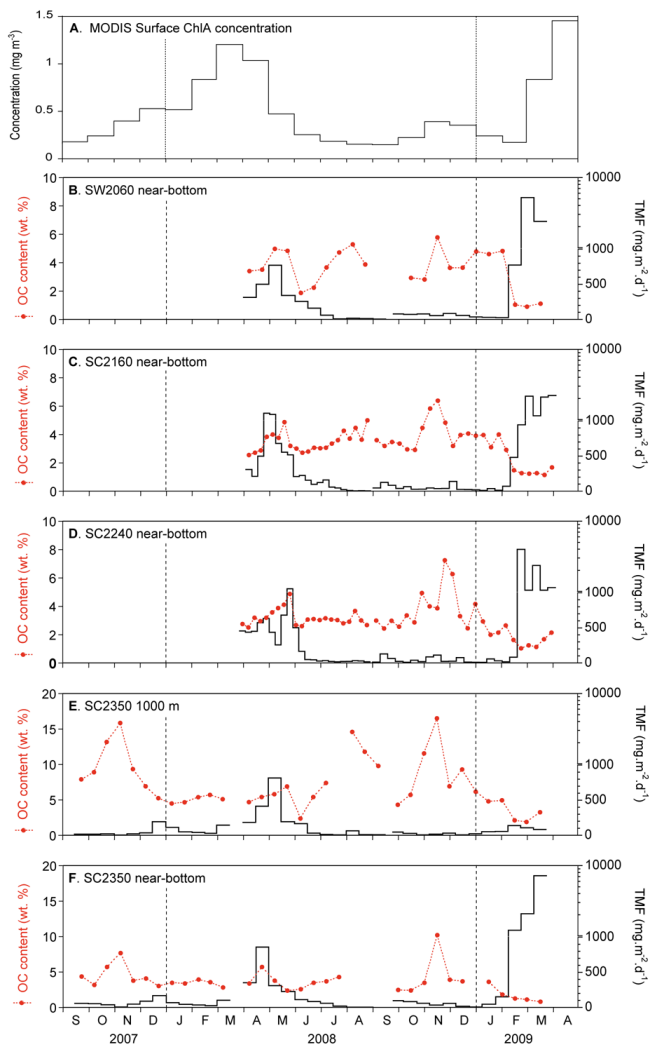 A. MODIS Surface ChlA concentration
Concentration (mg m-3)
1.5
1
0.5
0
B. SW2060 near-bottom
OC content (wt. %)
10
8
6
4
2
0
TMF (mg.m-2.d-1)
10000
1000
500
0
C. SC2160 near-bottom
OC content (wt. %)
10
8
6
4
2
0
TMF (mg.m-2.d-1)
10000
1000
500
0
D. SC2240 near-bottom
OC content (wt. %)
10
8
6
4
2
0
TMF (mg.m-2.d-1)
10000
1000
500
0
E. SC2350 1000 m
OC content (wt. %)
20
15
10
5
0
TMF (mg.m-2.d-1)
10000
1000
500
0
F. SC2350 near-bottom
OC content (wt. %)
20
15
10
5
0
TMF (mg.m-2.d-1)
10000
1000
500
0
S O N D J F M A M J J A S O N D J F M A
2007 2008 2009